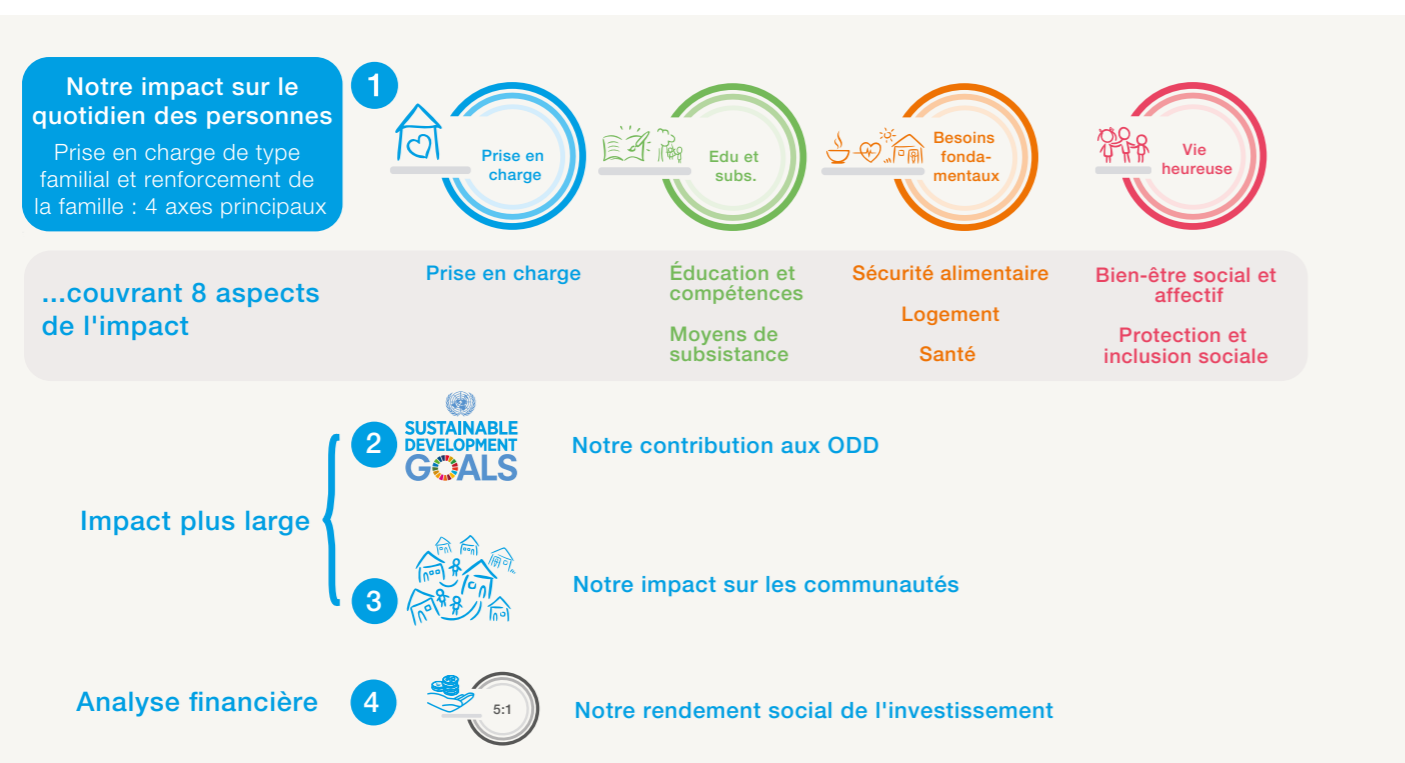 Notre impact sur le
quotidien des personnes
Prise en charge de type
familial et renforcement de
la famille : 4 axes principaux
1
Prise en
charge
Edu et
subs.
Besoins
fonda-
mentaux
Vie
heureuse
...couvrant 8 aspects
de l'impact
Prise en charge
Éducation et
compétences
Moyens de
subsistance
Sécurité alimentaire
Logement
Santé
Bien-être social et
affectif
Protection et
inclusion sociale
Impact plus large
2
SUSTAINABLE
DEVELOPMENT
GOALS
Notre contribution aux ODD
3
Notre impact sur les communautés
Analyse financière
4
5:1
Notre rendement social de l'investissement